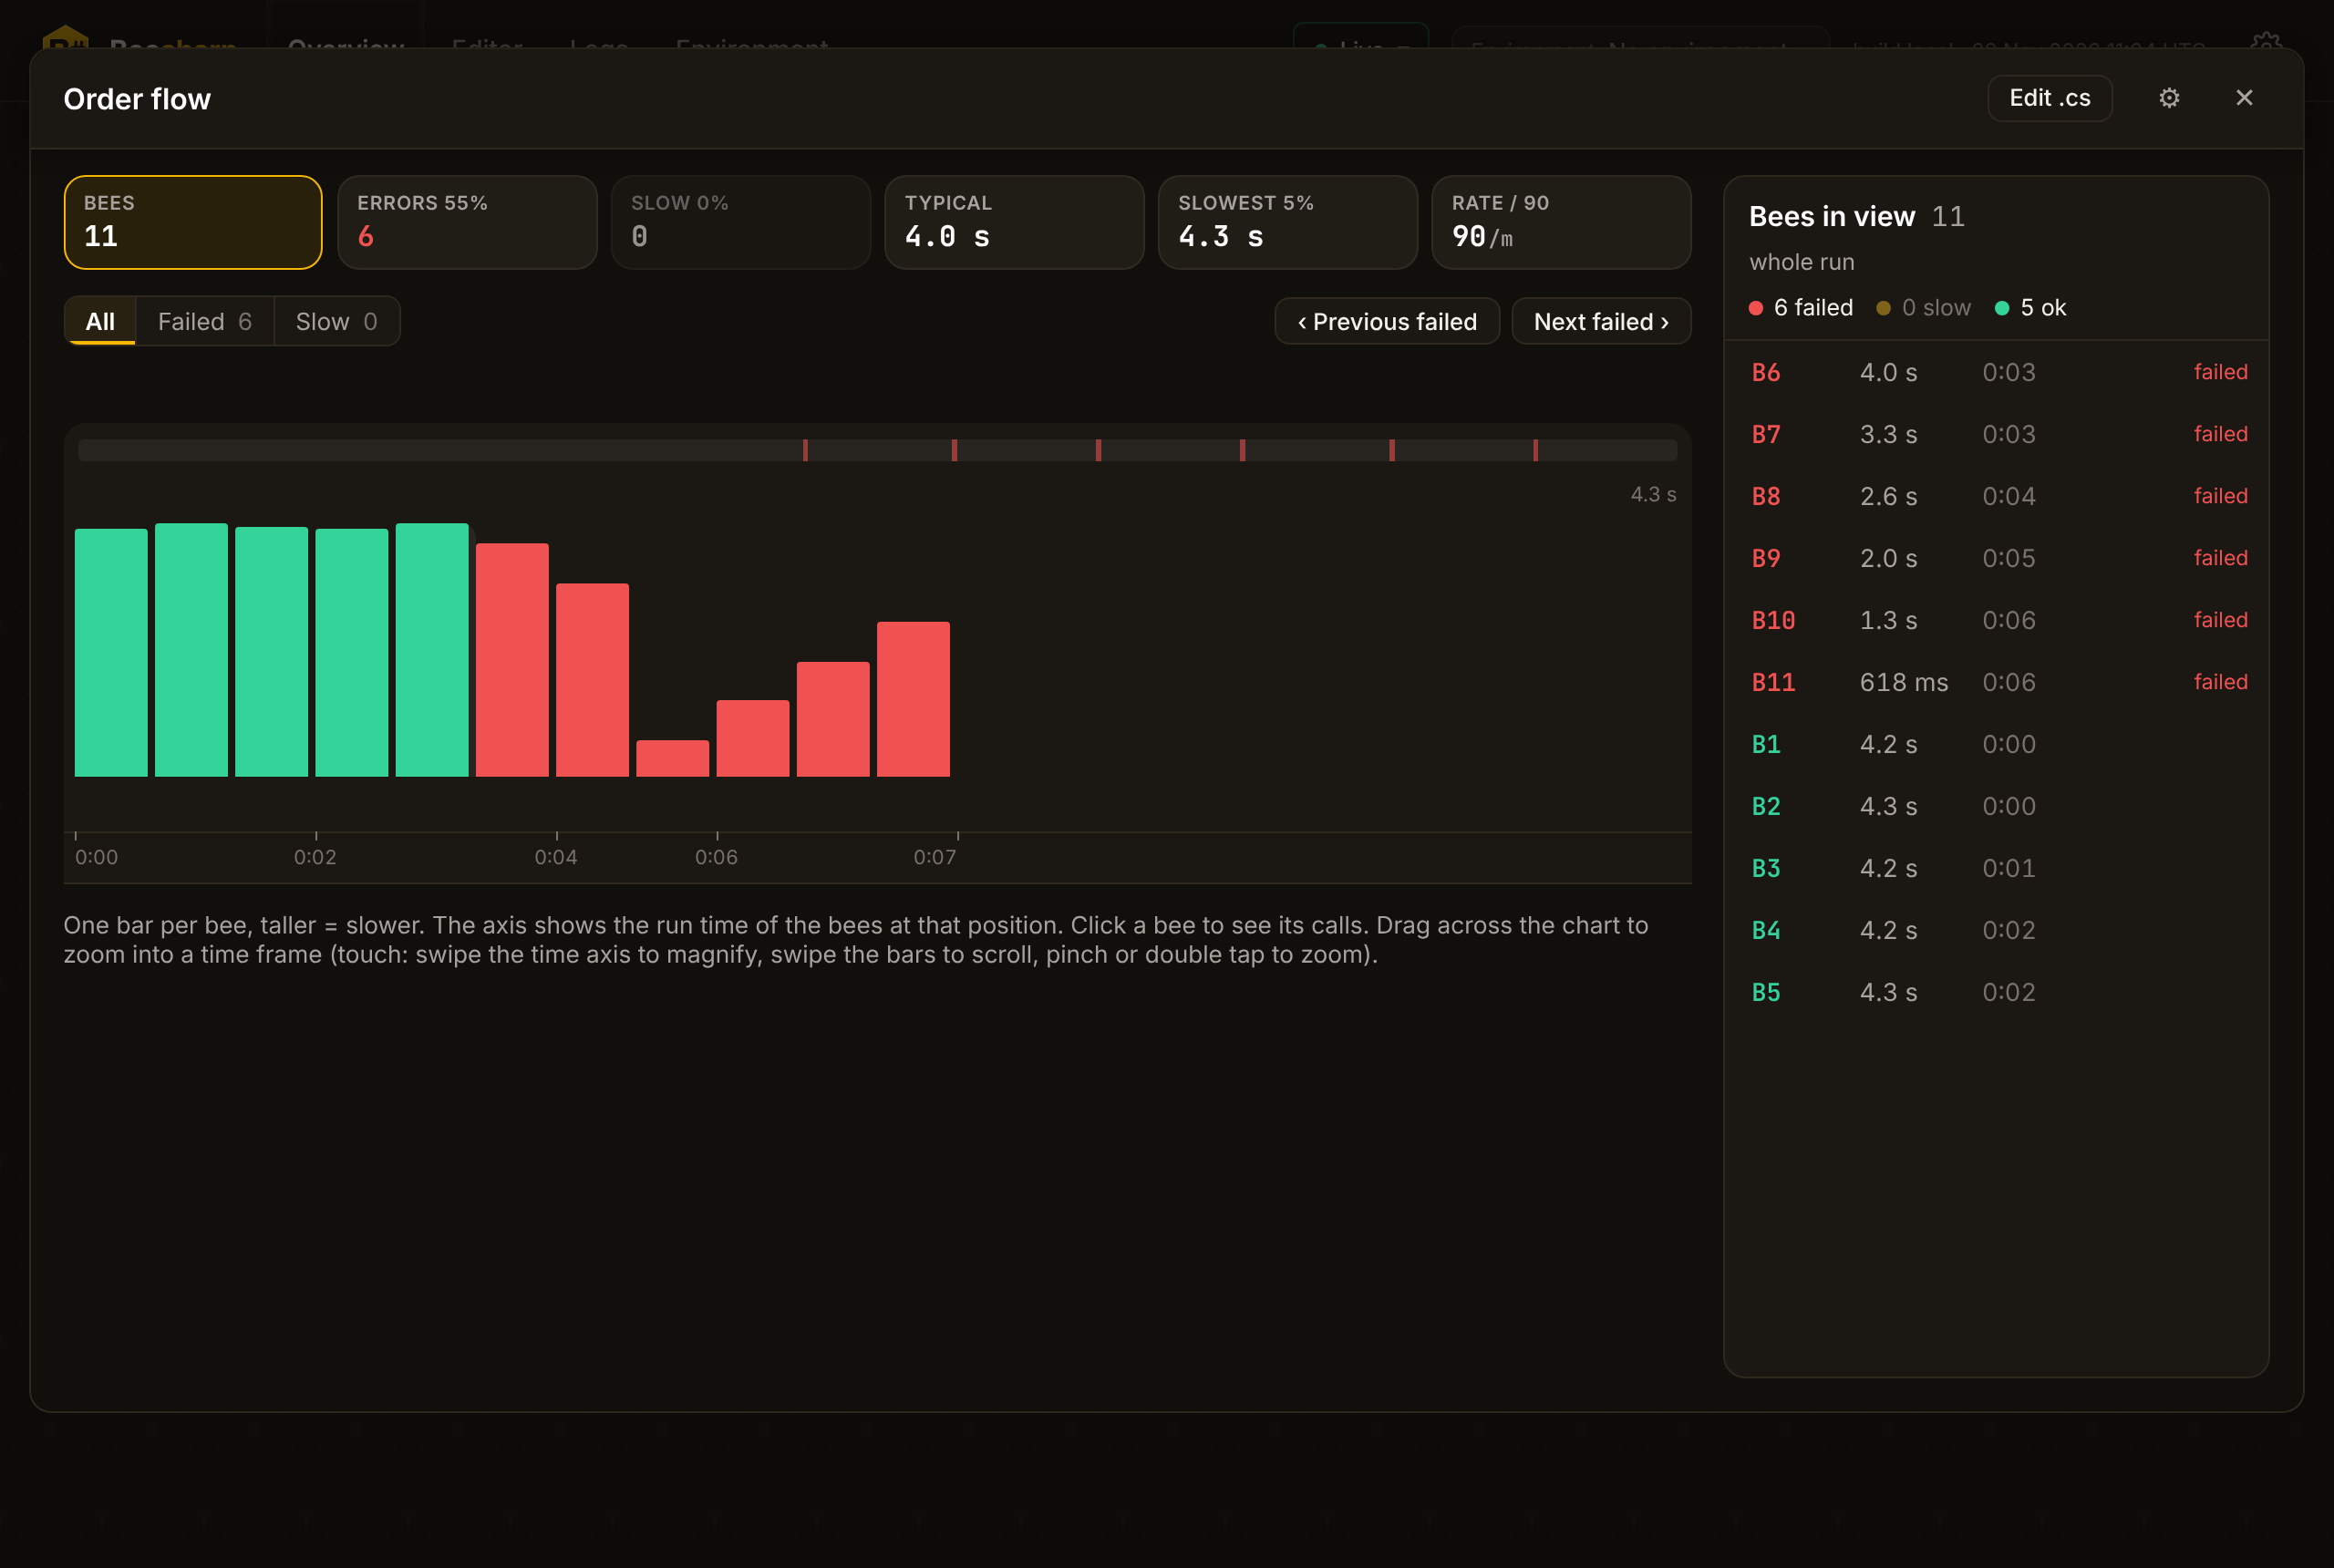 Order flow
Edit .cs
BEES
11
ERRORS 55%
6
SLOW 0%
0
TYPICAL
4.0 s
SLOWEST 5%
4.3 s
RATE / 90
90/m
All
Failed 6
Slow 0
‹ Previous failed
Next failed ›
4.3 s
0:00
0:02
0:04
0:06
0:07
One bar per bee, taller = slower. The axis shows the run time of the bees at that position. Click a bee to see its calls. Drag across the chart to
zoom into a time frame (touch: swipe the time axis to magnify, swipe the bars to scroll, pinch or double tap to zoom).
Bees in view 11
whole run
6 failed 0 slow 5 ok
B6 4.0 s 0:03 failed
B7 3.3 s 0:03 failed
B8 2.6 s 0:04 failed
B9 2.0 s 0:05 failed
B10 1.3 s 0:06 failed
B11 618 ms 0:06 failed
B1 4.2 s 0:00
B2 4.3 s 0:00
B3 4.2 s 0:01
B4 4.2 s 0:02
B5 4.3 s 0:02